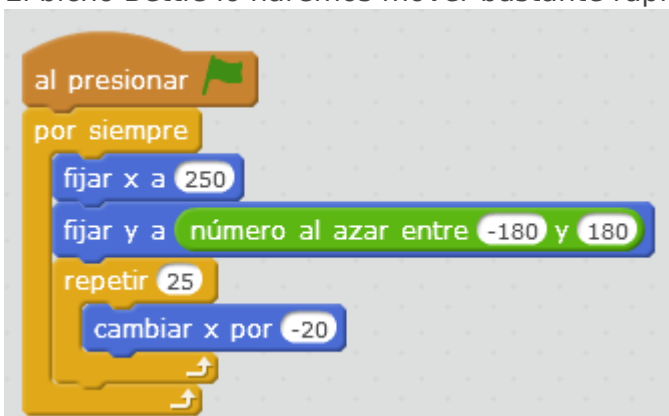 al presionar
por siempre
fijar x a 250
fijar y a número al azar entre -180 y 180
repetir 25
cambiar x por -20